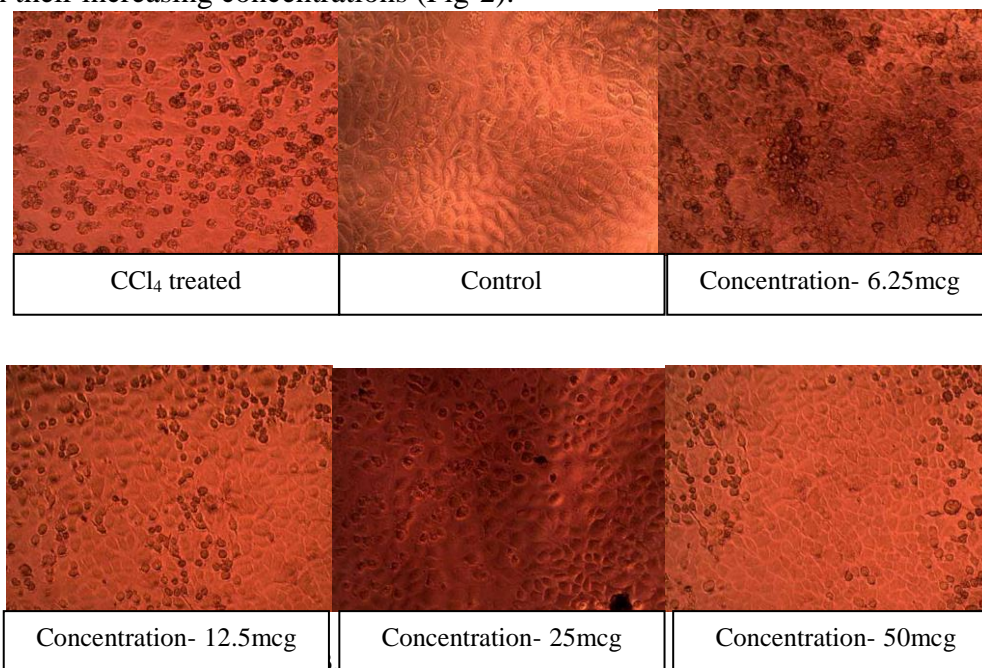 their increasing concentrations (Fig-2).
CCl₄ treated
Control
Concentration- 6.25mcg
Concentration- 12.5mcg
Concentration- 25mcg
Concentration- 50mcg